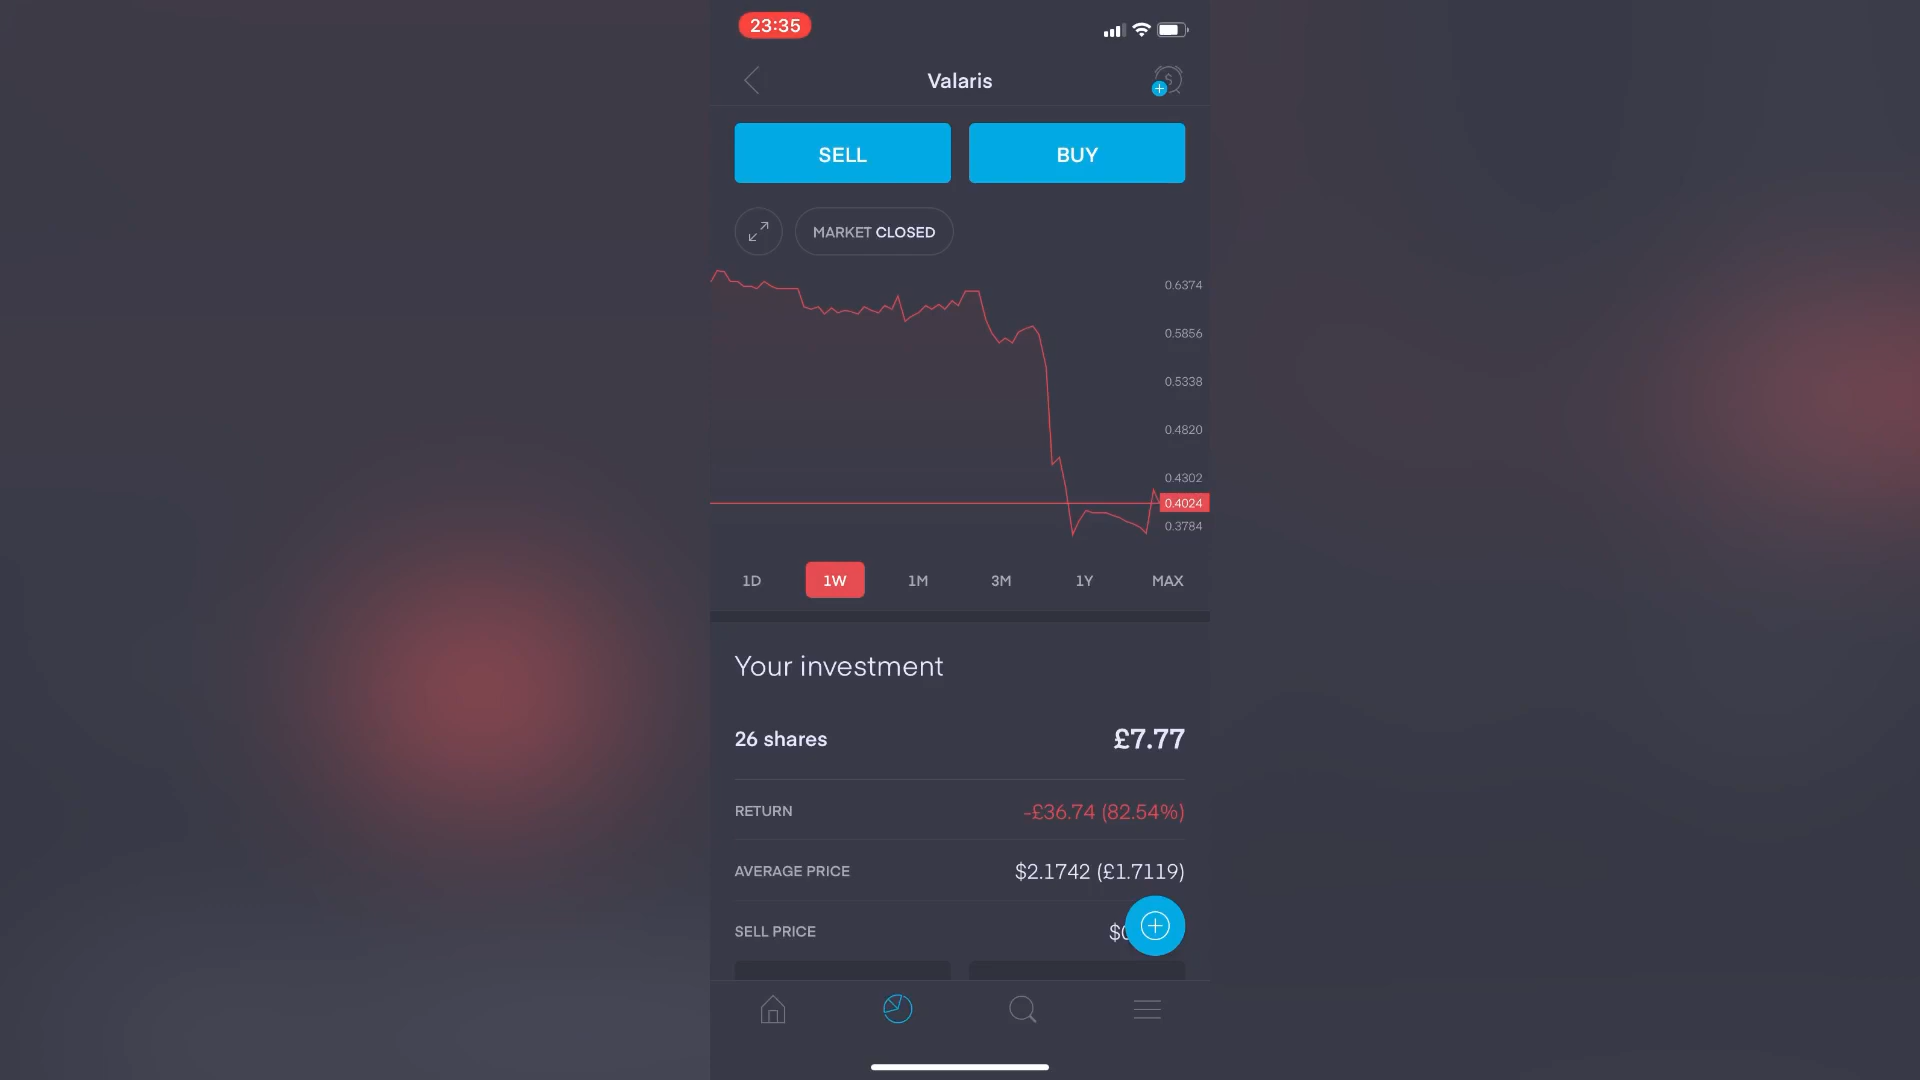 23:35
Valaris
SELL BUY
MARKET CLOSED
0.6374
0.5856
0.5338
0.4820
0.4302
0.4024
0.3784
1D 1W 1M 3M 1Y MAX
Your investment
26 shares £7.77
RETURN -£36.74 (82.54%)
AVERAGE PRICE $2.1742 (£1.7119)
SELL PRICE